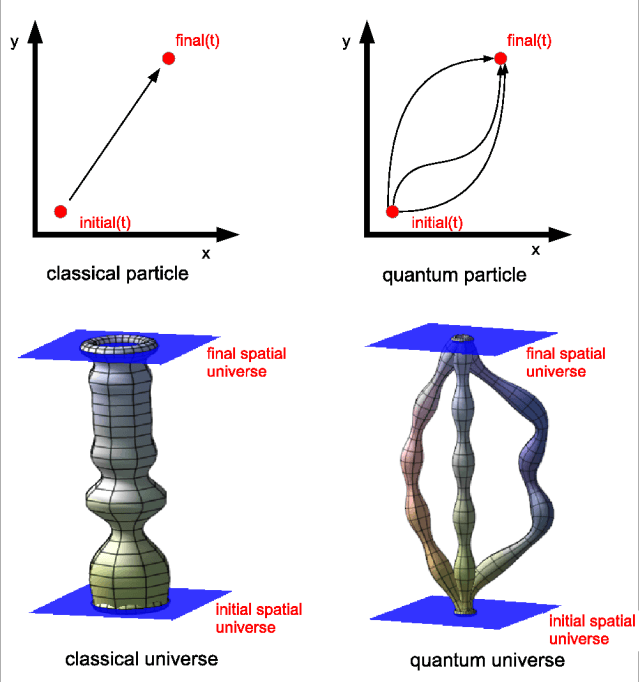 y
final(t)
initial(t)
x
classical particle
y
final(t)
initial(t)
x
quantum particle
final spatial
universe
initial spatial
universe
classical universe
final spatial
universe
initial spatial
universe
quantum universe